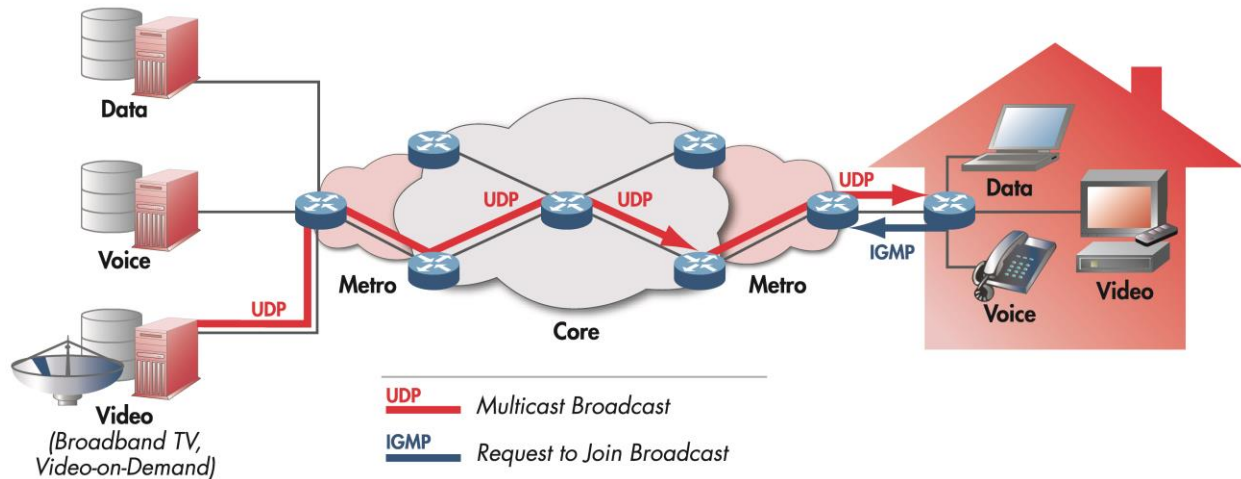 Data
Voice
UDP
Video
(Broadband TV,
Video-on-Demand)
Metro
UDP
UDP
Core
Metro
UDP
IGMP
Data
Voice
Video
UDP
Multicast Broadcast
IGMP
Request to Join Broadcast